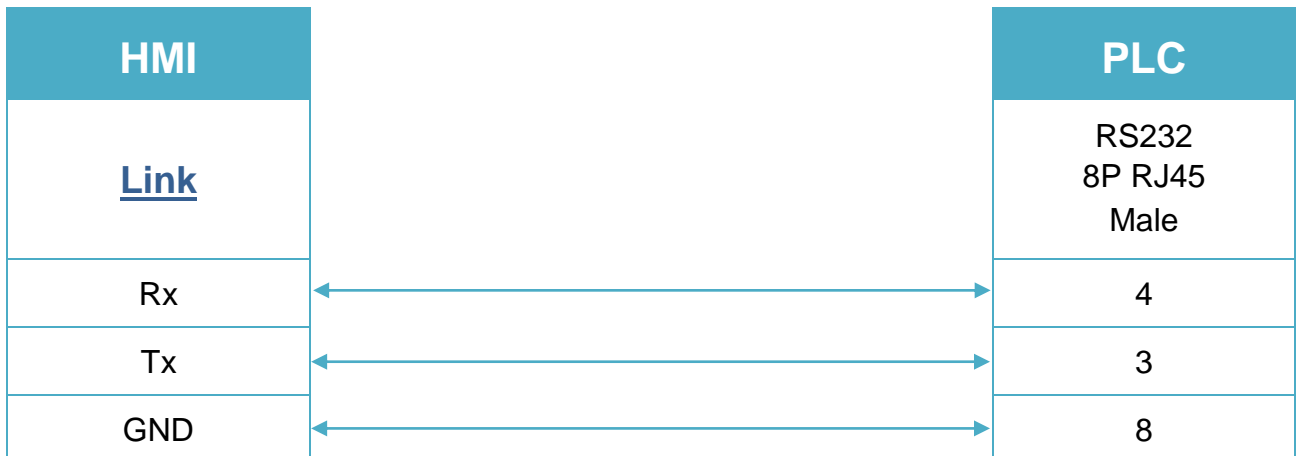 HMI PLC
Link
RS232
8P RJ45
Male
Rx 4
Tx 3
GND 8